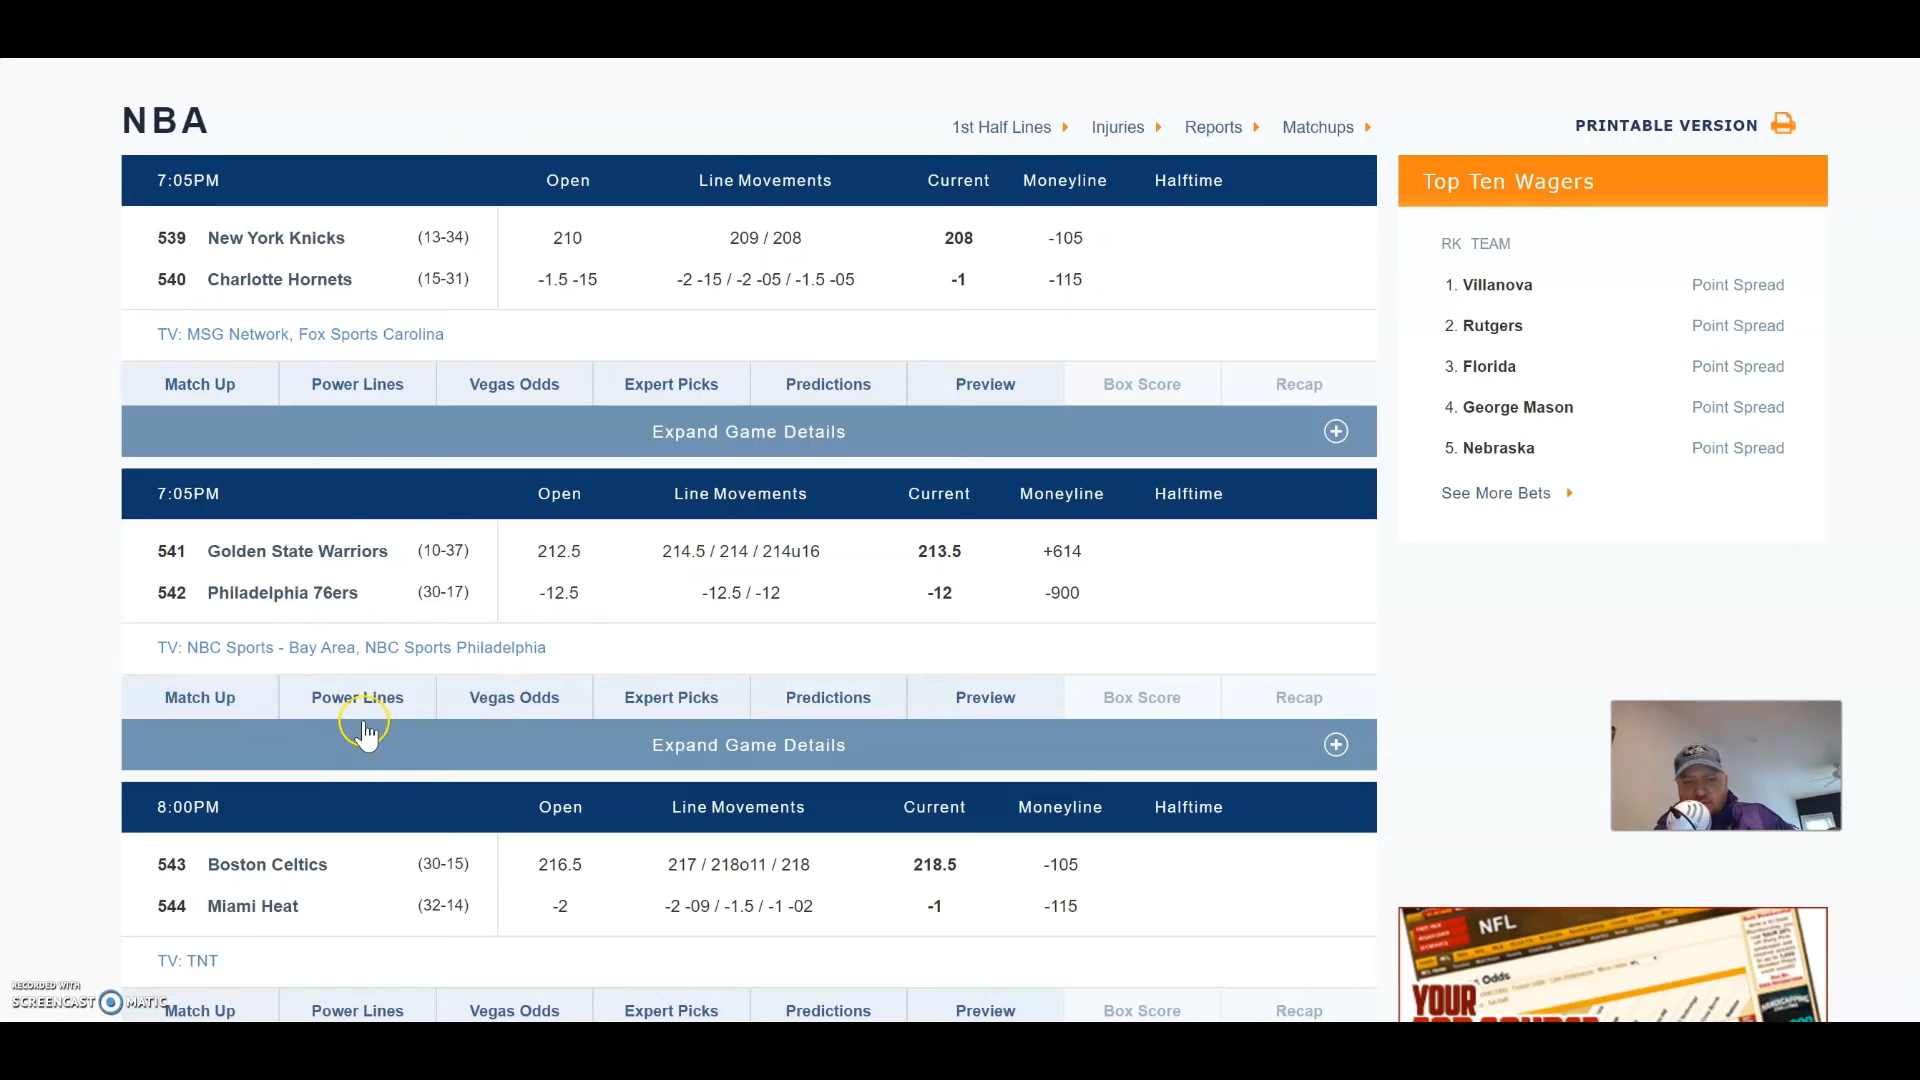 NBA
1st Half Lines Injuries Reports Matchups
PRINTABLE VERSION
7:05PM Open Line Movements Current Moneyline Halftime
539 New York Knicks (13-34) 210 209 / 208 208 -105
540 Charlotte Hornets (15-31) -1.5 -15 -2 -15 / -2 -05 / -1.5 -05 -1 -115
TV: MSG Network, Fox Sports Carolina
Match Up Power Lines Vegas Odds Expert Picks Predictions Preview Box Score Recap
Expand Game Details
7:05PM Open Line Movements Current Moneyline Halftime
541 Golden State Warriors (10-37) 212.5 214.5 / 214 / 214u16 213.5 +614
542 Philadelphia 76ers (30-17) -12.5 -12.5 / -12 -12 -900
TV: NBC Sports - Bay Area, NBC Sports Philadelphia
Match Up Power Lines Vegas Odds Expert Picks Predictions Preview Box Score Recap
Expand Game Details
8:00PM Open Line Movements Current Moneyline Halftime
543 Boston Celtics (30-15) 216.5 217 / 218o11 / 218 218.5 -105
544 Miami Heat (32-14) -2 -2 -09 / -1.5 / -1 -02 -1 -115
TV: TNT
Match Up Power Lines Vegas Odds Expert Picks Predictions Preview Box Score Recap
Top Ten Wagers
RK TEAM
1. Villanova Point Spread
2. Rutgers Point Spread
3. Florida Point Spread
4. George Mason Point Spread
5. Nebraska Point Spread
See More Bets
NFL
Odds
YOUR
RECORDED WITH
SCREENCAST MATIC